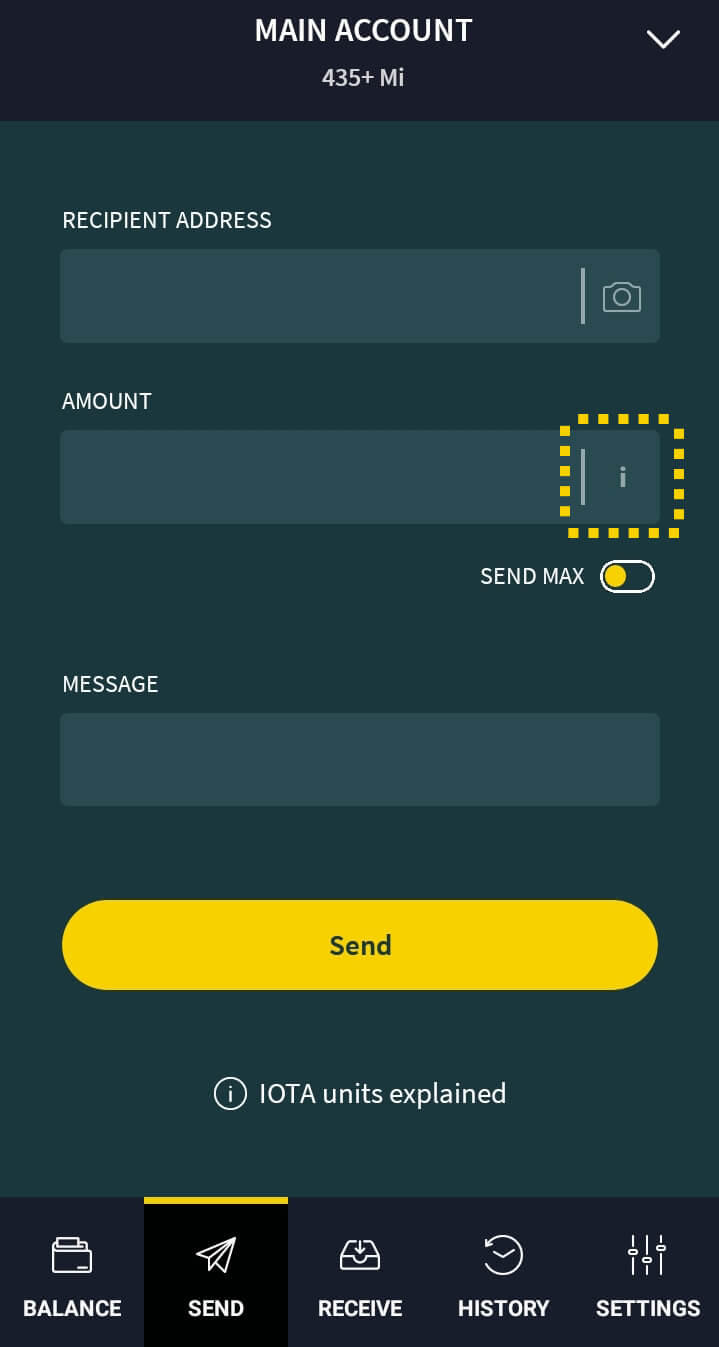 MAIN ACCOUNT
435+ Mi
RECIPIENT ADDRESS
AMOUNT
i
SEND MAX
MESSAGE
Send
i IOTA units explained
BALANCE SEND RECEIVE HISTORY SETTINGS